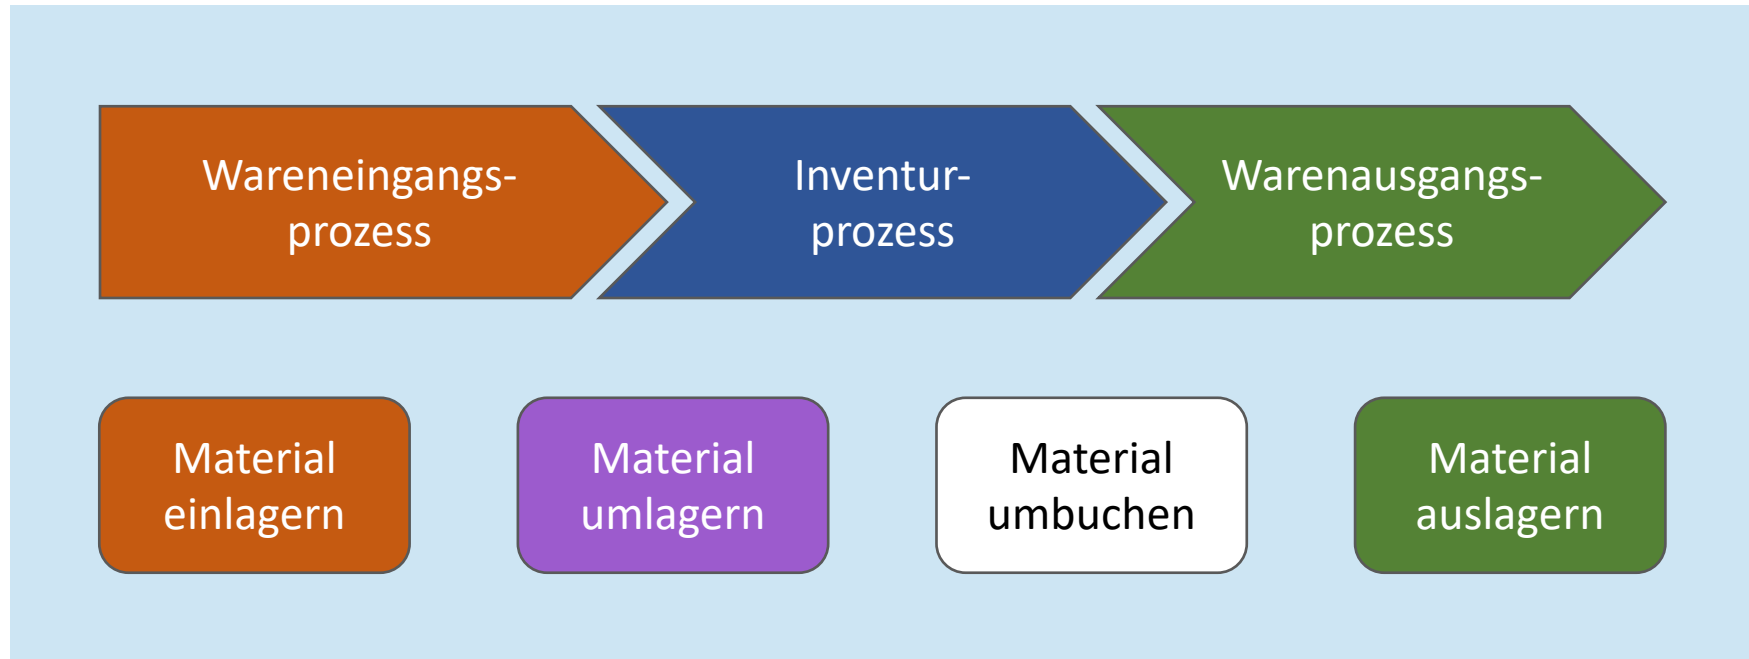 Wareneingangs-
prozess
Inventur-
prozess
Warenausgangs-
prozess
Material
einlagern
Material
umlagern
Material
umbuchen
Material
auslagern